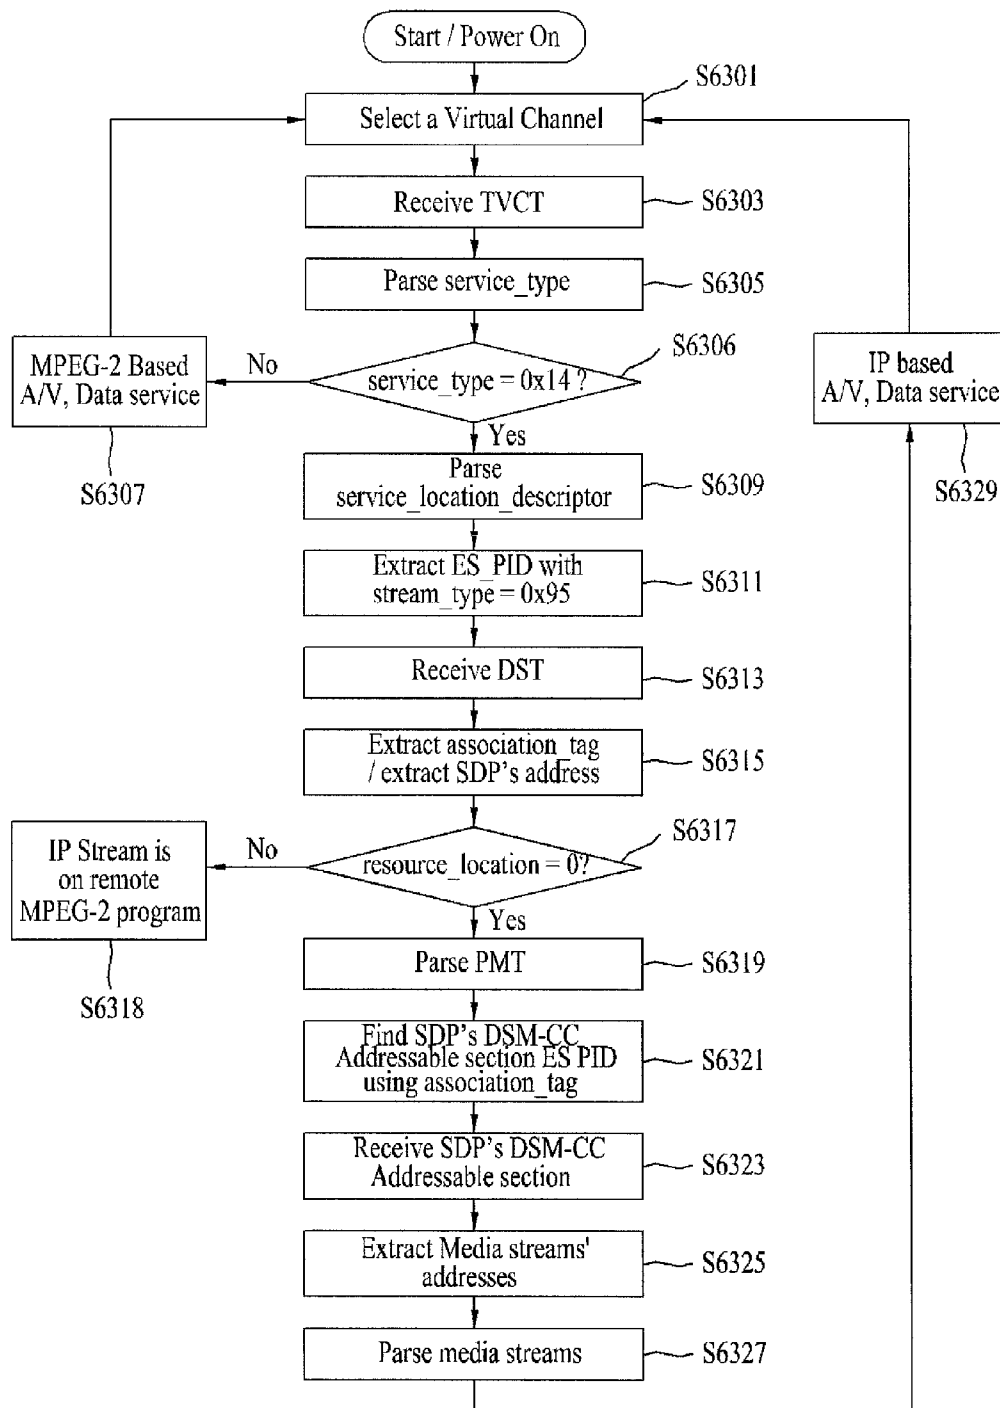 Start / Power On
S6301
Select a Virtual Channel
Receive TVCT
S6303
Parse service_type
S6305
S6306
MPEG-2 Based
A/V, Data service
No
service_type = 0x14 ?
IP based
A/V, Data service
Yes
S6307
Parse
service_location_descriptor
S6309
S6329
Extract ES_PID with
stream_type = 0x95
S6311
Receive DST
S6313
Extract association_tag
/ extract SDP's address
S6315
S6317
IP Stream is
on remote
MPEG-2 program
No
resource_location = 0?
Yes
S6318
Parse PMT
S6319
Find SDP's DSM-CC
Addressable section ES PID
using association_tag
S6321
Receive SDP's DSM-CC
Addressable section
S6323
Extract Media streams'
addresses
S6325
Parse media streams
S6327